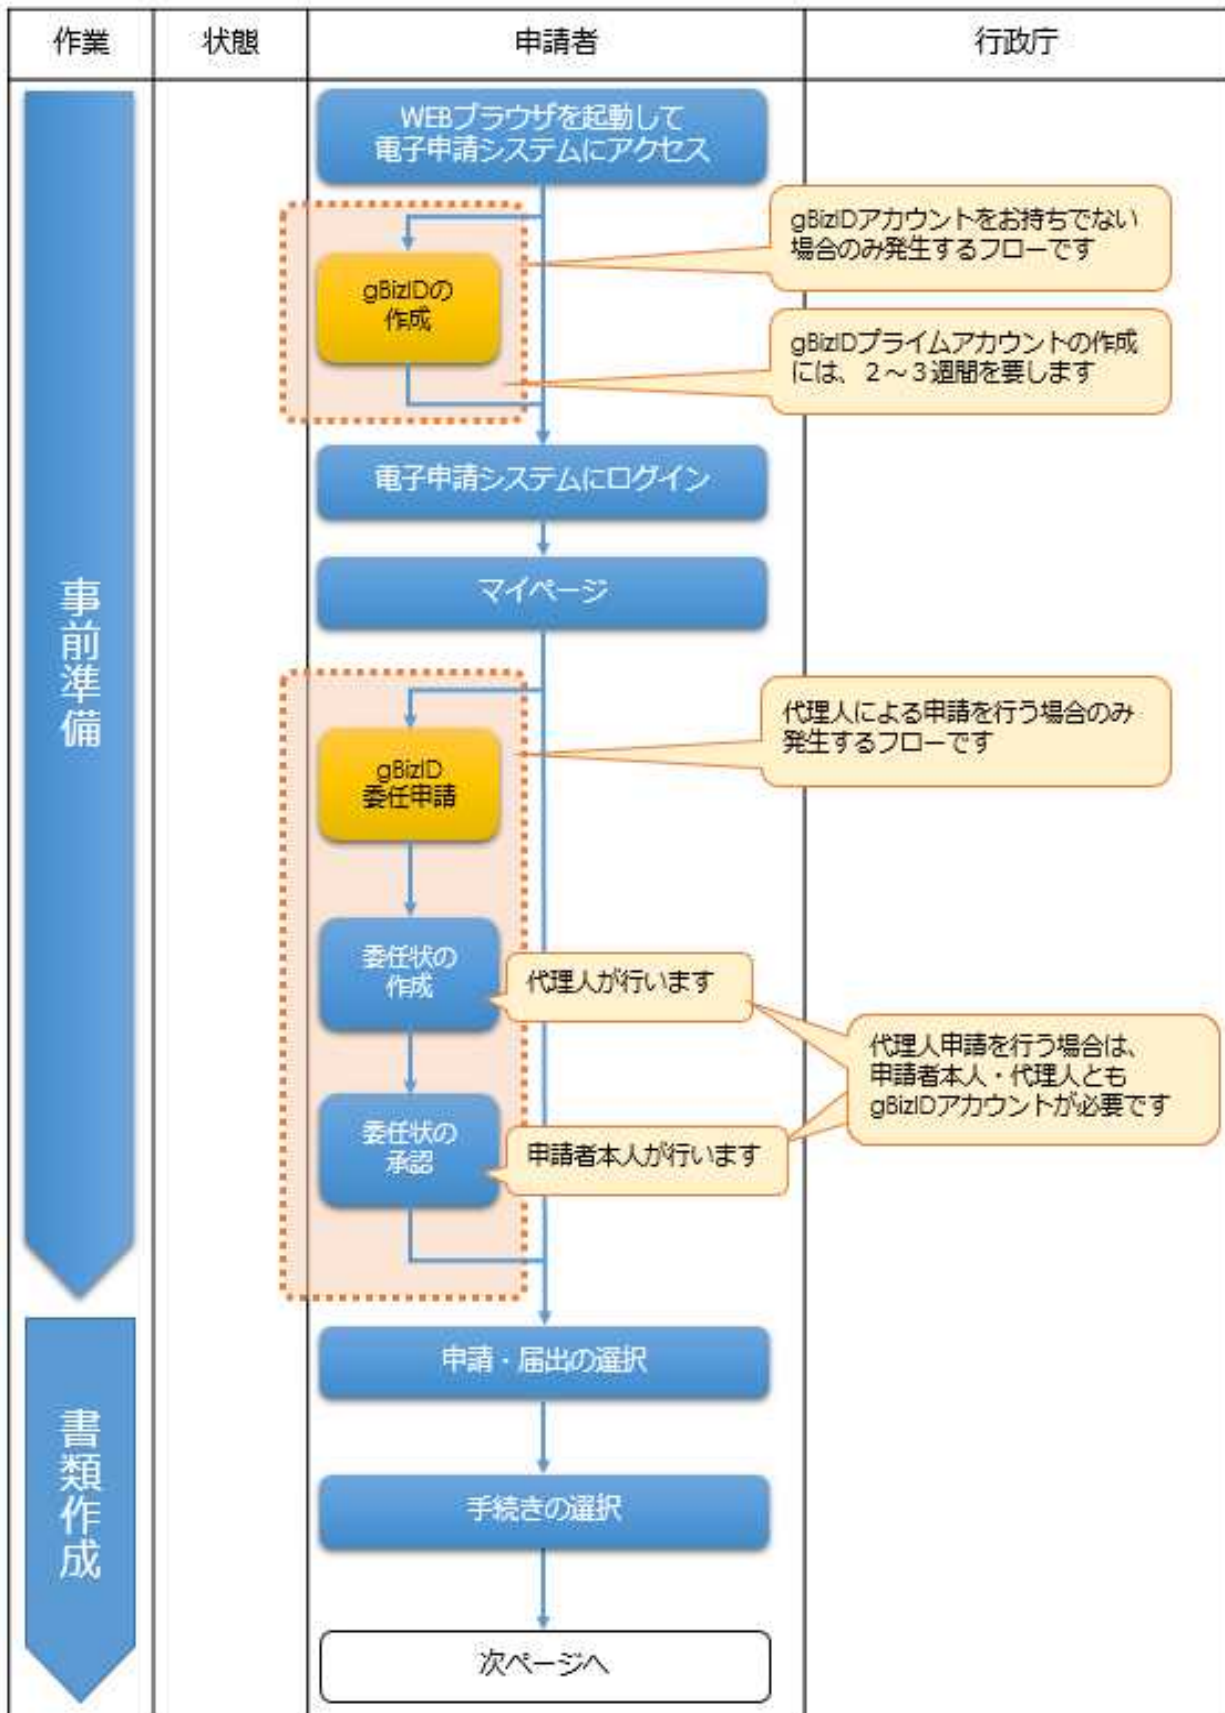 作業
状態
申請者
行政庁
WEBブラウザを起動して
電子申請システムにアクセス
gBizIDアカウントをお持ちでない
場合のみ発生するフローです
gBizIDの
作成
gBizIDプライムアカウントの作成
には、２～３週間を要します
電子申請システムにログイン
マイページ
事前準備
代理人による申請を行う場合のみ
発生するフローです
gBizID
委任申請
委任状の
作成
代理人が行います
代理人申請を行う場合は、
申請者本人・代理人とも
gBizIDアカウントが必要です
委任状の
承認
申請者本人が行います
申請・届出の選択
書類作成
手続きの選択
次ページへ